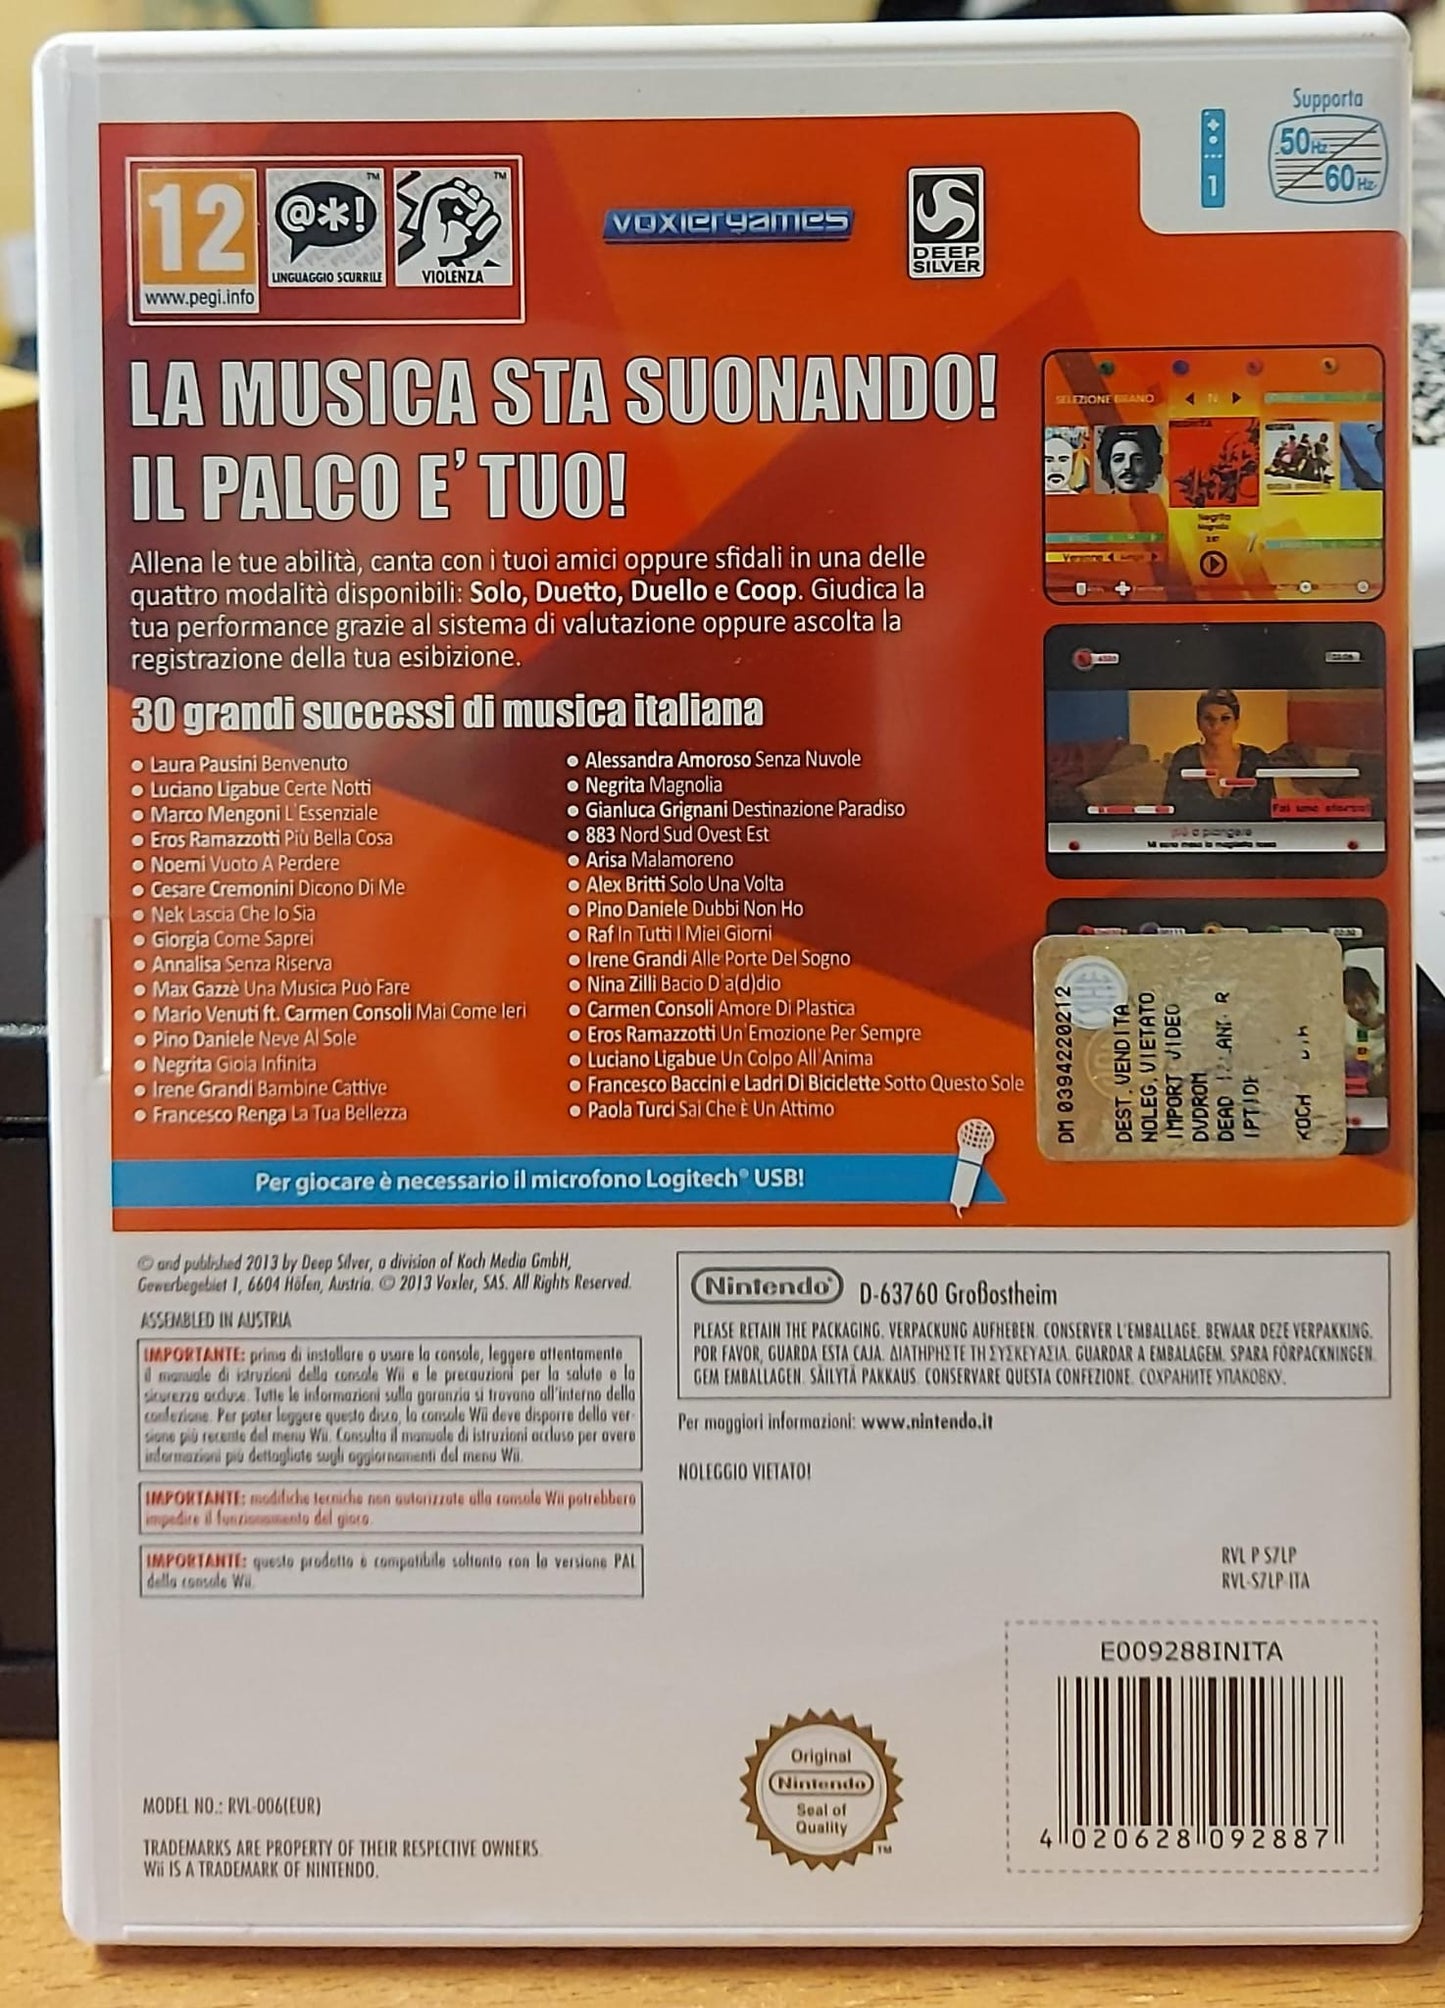 Supporta
50Hz
60Hz
1
12
www.pegi.info
@*!
LINGUAGGIO SCURRILE
VIOLENZA
voxlergames
DEEP
SILVER
LA MUSICA STA SUONANDO!
IL PALCO E' TUO!
Allena le tue abilità, canta con i tuoi amici oppure sfidali in una delle
quattro modalità disponibili: Solo, Duetto, Duello e Coop. Giudica la
tua performance grazie al sistema di valutazione oppure ascolta la
registrazione della tua esibizione.
30 grandi successi di musica italiana
• Laura Pausini Benvenuto
• Luciano Ligabue Certe Notti
• Marco Mengoni L'Essenziale
• Eros Ramazzotti Più Bella Cosa
• Noemi Vuoto A Perdere
• Cesare Cremonini Dicono Di Me
• Nek Lascia Che Io Sia
• Giorgia Come Saprei
• Annalisa Senza Riserva
• Max Gazzè Una Musica Può Fare
• Mario Venuti ft. Carmen Consoli Mai Come Ieri
• Pino Daniele Neve Al Sole
• Negrita Gioia Infinita
• Irene Grandi Bambine Cattive
• Francesco Renga La Tua Bellezza
• Alessandra Amoroso Senza Nuvole
• Negrita Magnolia
• Gianluca Grignani Destinazione Paradiso
• 883 Nord Sud Ovest Est
• Arisa Malamoreno
• Alex Britti Solo Una Volta
• Pino Daniele Dubbi Non Ho
• Raf In Tutti I Miei Giorni
• Irene Grandi Alle Porte Del Sogno
• Nina Zilli Bacio D'a(d)dio
• Carmen Consoli Amore Di Plastica
• Eros Ramazzotti Un'Emozione Per Sempre
• Luciano Ligabue Un Colpo All'Anima
• Francesco Baccini e Ladri Di Biciclette Sotto Questo Sole
• Paola Turci Sai Che È Un Attimo
SELEZIONE BRANO
N
Negrita
Magnolia
Versione
Fai uno sforzo!
più a piangere
Mi sono messo la maglietta rossa
DM 0394220212
DEST.VENDITA
NOLEG.VIETATO
IMPORT VIDEO
DVDROM
DEAD
KOCH
Per giocare è necessario il microfono Logitech® USB!
© and published 2013 by Deep Silver, a division of Koch Media GmbH,
Gewerbegebiet 1, 6604 Höfen, Austria. © 2013 Voxler, SAS. All Rights Reserved.
ASSEMBLED IN AUSTRIA
IMPORTANTE: prima di installare o usare la console, leggere attentamente
il manuale di istruzioni della console Wii e le precauzioni per la salute e la
sicurezza accluse. Tutte le informazioni sulla garanzia si trovano all'interno della
confezione. Per poter leggere questo disco, la console Wii deve disporre della ver-
sione più recente del menu Wii. Consulta il manuale di istruzioni accluso per avere
informazioni più dettagliate sugli aggiornamenti del menu Wii.
IMPORTANTE: modifiche tecniche non autorizzate alla console Wii potrebbero
impedire il funzionamento del gioco.
IMPORTANTE: questo prodotto è compatibile soltanto con la versione PAL
della console Wii.
Nintendo® D-63760 Großostheim
PLEASE RETAIN THE PACKAGING. VERPACKUNG AUFHEBEN. CONSERVER L'EMBALLAGE. BEWAAR DEZE VERPAKKING.
POR FAVOR, GUARDA ESTA CAJA. ΔΙΑΤΗΡΗΣΤΕ ΤΗ ΣΥΣΚΕΥΑΣΙΑ. GUARDAR A EMBALAGEM. SPARA FÖRPACKNINGEN.
GEM EMBALLAGEN. SÄILYTÄ PAKKAUS. CONSERVARE QUESTA CONFEZIONE. СОХРАНИТЕ УПАКОВКУ.
Per maggiori informazioni: www.nintendo.it
NOLEGGIO VIETATO!
RVL P S7LP
RVL-S7LP-ITA
E009288INITA
4 020628 092887
Original
Nintendo
Seal of
Quality
TM
MODEL NO.: RVL-006(EUR)
TRADEMARKS ARE PROPERTY OF THEIR RESPECTIVE OWNERS.
Wii IS A TRADEMARK OF NINTENDO.